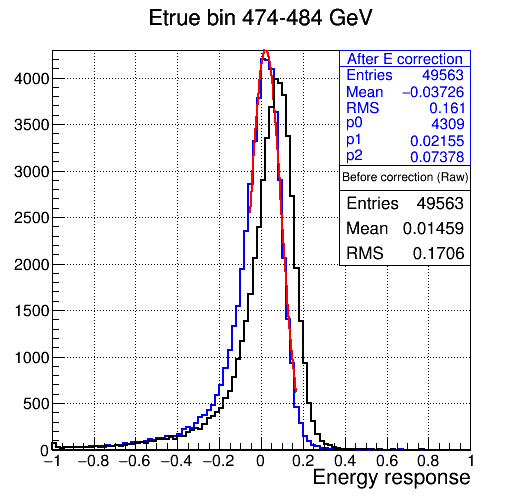 Etrue bin 474-484 GeV
After E correction
Entries 49563
Mean −0.03726
RMS 0.161
p0 4309
p1 0.02155
p2 0.07378
Before correction (Raw)
Entries 49563
Mean 0.01459
RMS 0.1706
4000
3500
3000
2500
2000
1500
1000
500
0
−1 −0.8 −0.6 −0.4 −0.2 0 0.2 0.4 0.6 0.8 1
Energy response